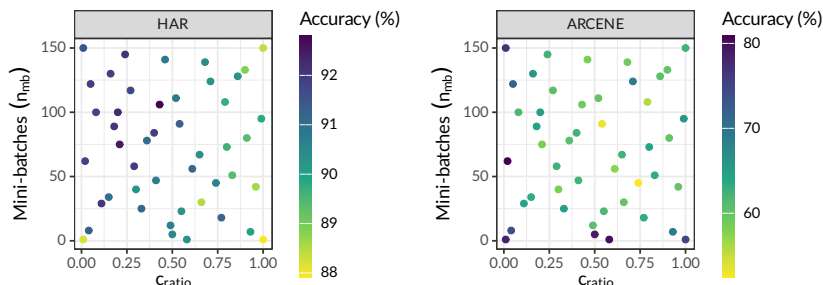 HAR
Accuracy (%)
Mini-batches (nmb)
150
100
50
0
0.00 0.25 0.50 0.75 1.00
cratio
92
91
90
89
88
ARCENE
Accuracy (%)
Mini-batches (nmb)
150
100
50
0
0.00 0.25 0.50 0.75 1.00
cratio
80
70
60